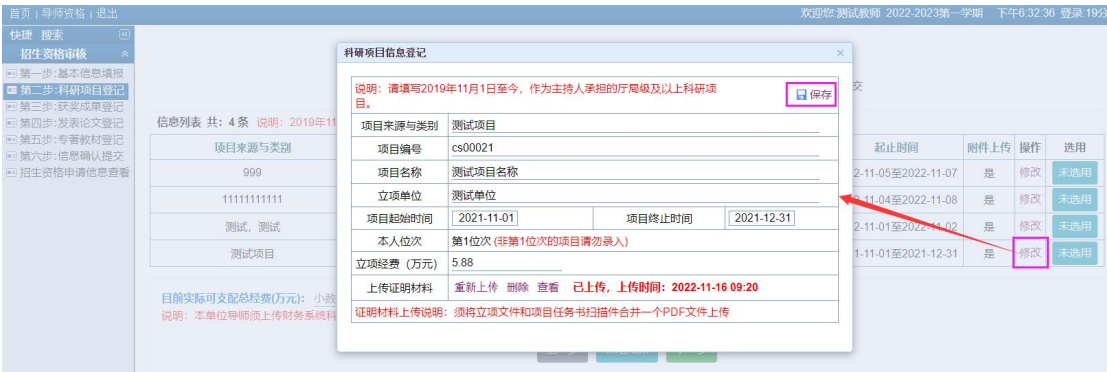 首页 | 导师资格 | 退出
欢迎您:测试教师 2022-2023第一学期 下午6:32:36 登录:19分
快捷 搜索
招生资格审核
第一步:基本信息填报
第二步:科研项目登记
第三步:获奖成果登记
第四步:发表论文登记
第五步:专著教材登记
第六步:信息确认提交
招生资格申请信息查看
科研项目信息登记
说明：请填写2019年11月1日至今，作为主持人承担的厅局级及以上科研项
目。
保存
交
项目来源与类别 测试项目
项目编号 cs00021
项目名称 测试项目名称
立项单位 测试单位
项目起始时间 2021-11-01 项目终止时间 2021-12-31
本人位次 第1位次 (非第1位次的项目请勿录入)
立项经费（万元） 5.88
上传证明材料 重新上传 删除 查看 已上传，上传时间：2022-11-16 09:20
证明材料上传说明：须将立项文件和项目任务书扫描件合并一个PDF文件上传
信息列表 共：4 条 说明：2019年11
项目来源与类别 起止时间 附件上传 操作 选用
999 2-11-05至2022-11-07 是 修改 未选用
11111111111 2-11-04至2022-11-08 是 修改 未选用
测试，测试 2-11-01至2022-11-02 是 修改 未选用
测试项目 1-11-01至2021-12-31 是 修改 未选用
目前实际可支配总经费(万元)： 小数
说明：本单位导师须上传财务系统科